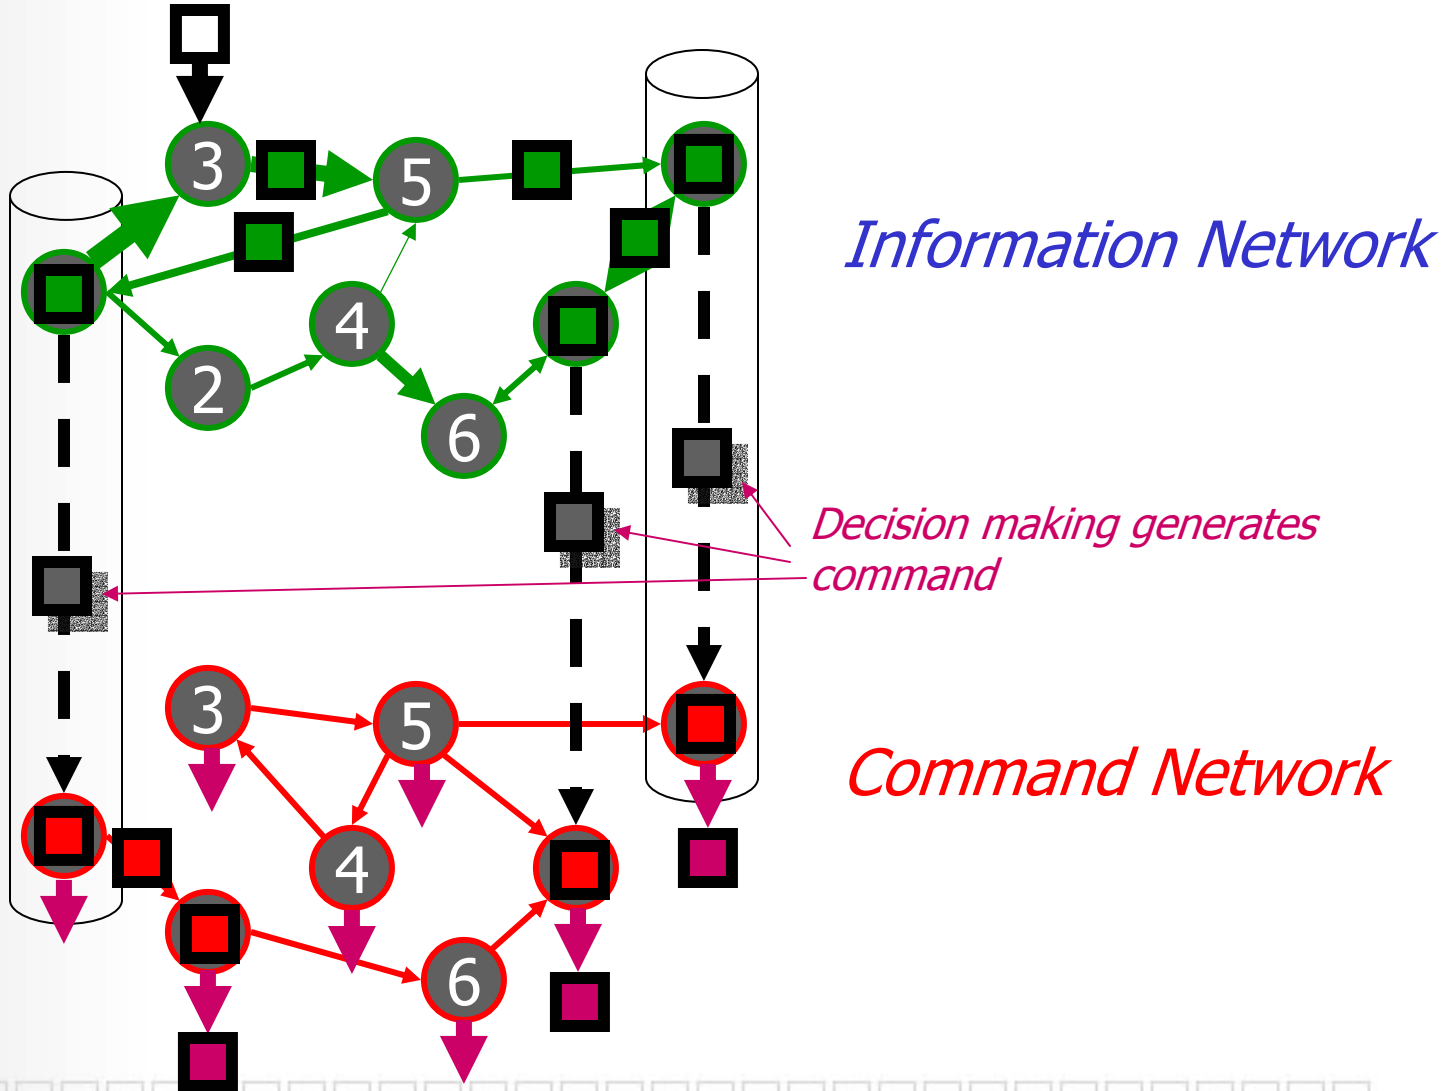 3
5
Information Network
4
2
6
Decision making generates
command
3
5
Command Network
4
6